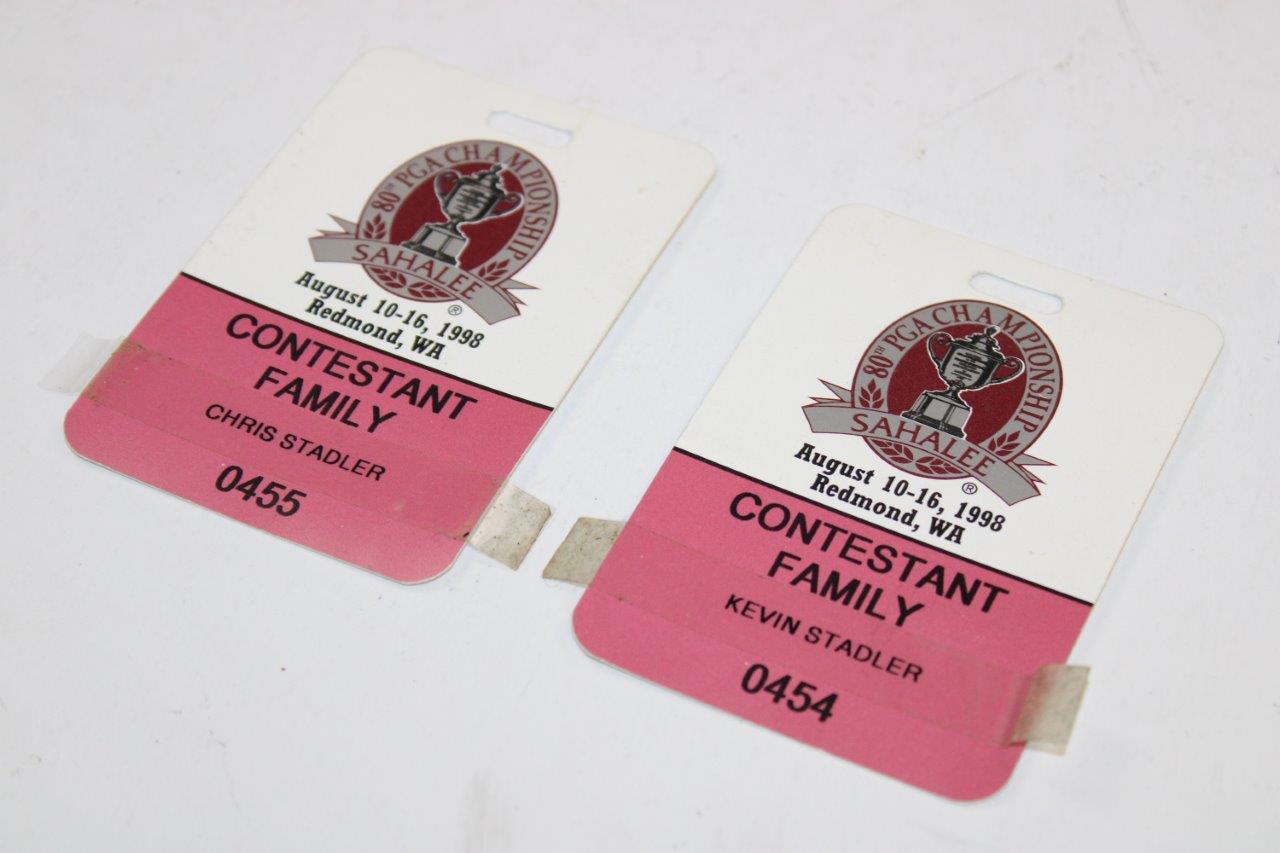 80TH PGA CHAMPIONSHIP
SAHALEE
®
August 10-16, 1998
Redmond, WA
CONTESTANT
FAMILY
CHRIS STADLER
0455
80TH PGA CHAMPIONSHIP
SAHALEE
®
August 10-16, 1998
Redmond, WA
CONTESTANT
FAMILY
KEVIN STADLER
0454